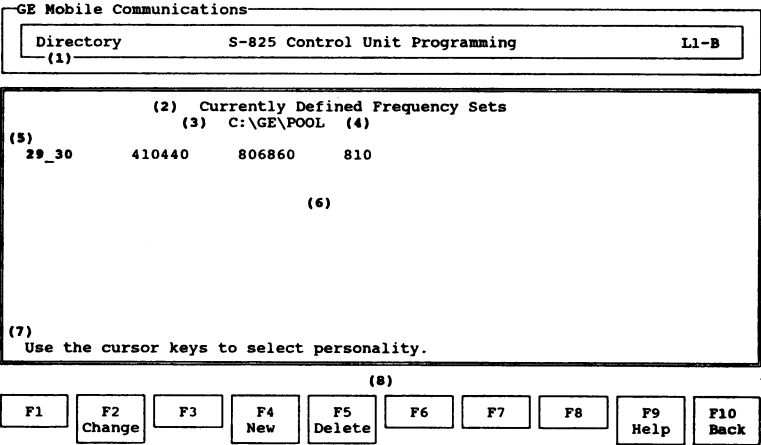 GE Mobile Communications
Directory S-825 Control Unit Programming L1-B
(1)
(2) Currently Defined Frequency Sets
(3) C:\GE\POOL (4)
(5)
29_30 410440 806860 810
(6)
(7)
Use the cursor keys to select personality.
(8)
F1 F2 F3 F4 F5 F6 F7 F8 F9 F10
Change New Delete Help Back